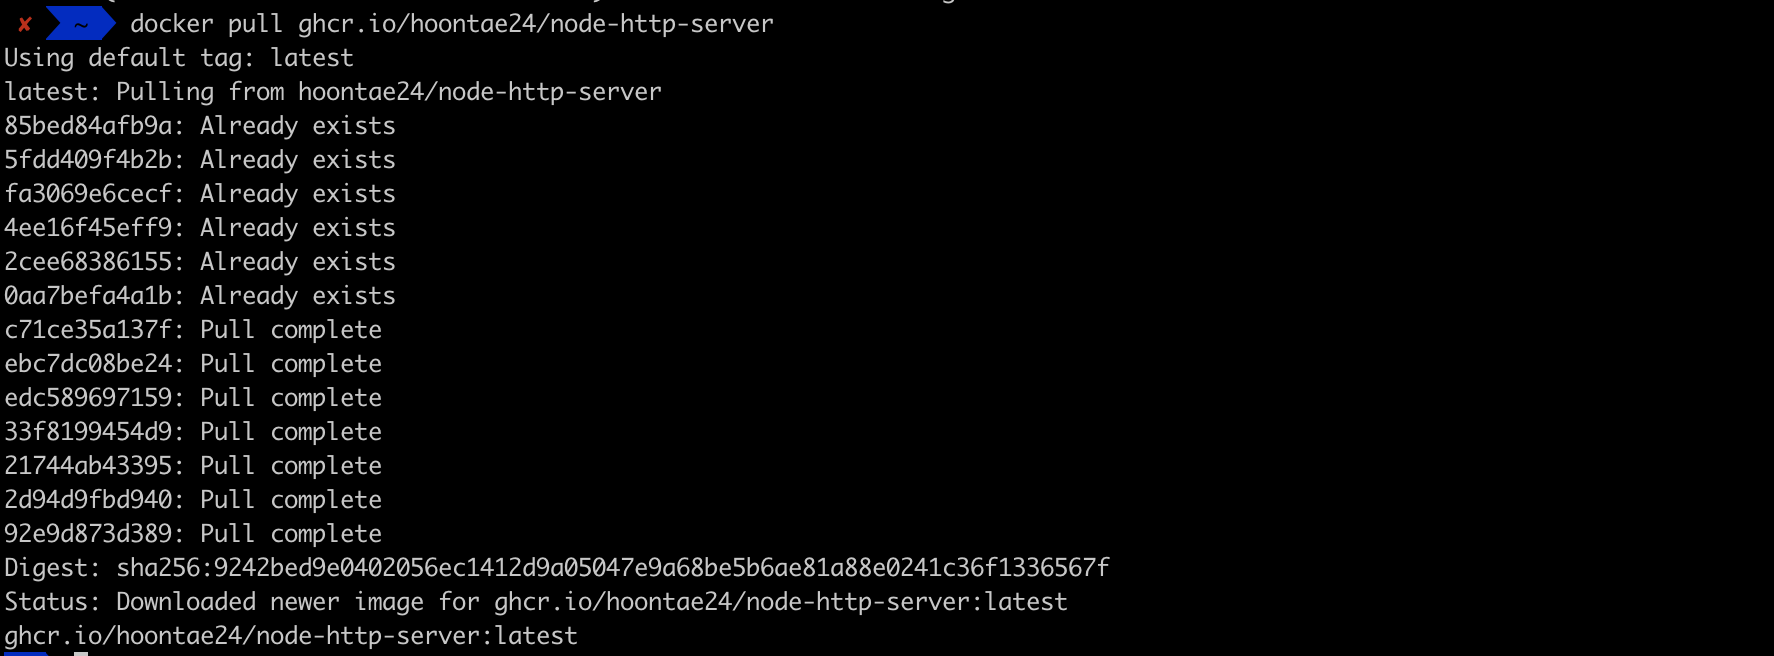 ✘ ~ docker pull ghcr.io/hoontae24/node-http-server
Using default tag: latest
latest: Pulling from hoontae24/node-http-server
85bed84afb9a: Already exists
5fdd409f4b2b: Already exists
fa3069e6cecf: Already exists
4ee16f45eff9: Already exists
2cee68386155: Already exists
0aa7befa4a1b: Already exists
c71ce35a137f: Pull complete
ebc7dc08be24: Pull complete
edc589697159: Pull complete
33f8199454d9: Pull complete
21744ab43395: Pull complete
2d94d9fbd940: Pull complete
92e9d873d389: Pull complete
Digest: sha256:9242bed9e0402056ec1412d9a05047e9a68be5b6ae81a88e0241c36f1336567f
Status: Downloaded newer image for ghcr.io/hoontae24/node-http-server:latest
ghcr.io/hoontae24/node-http-server:latest